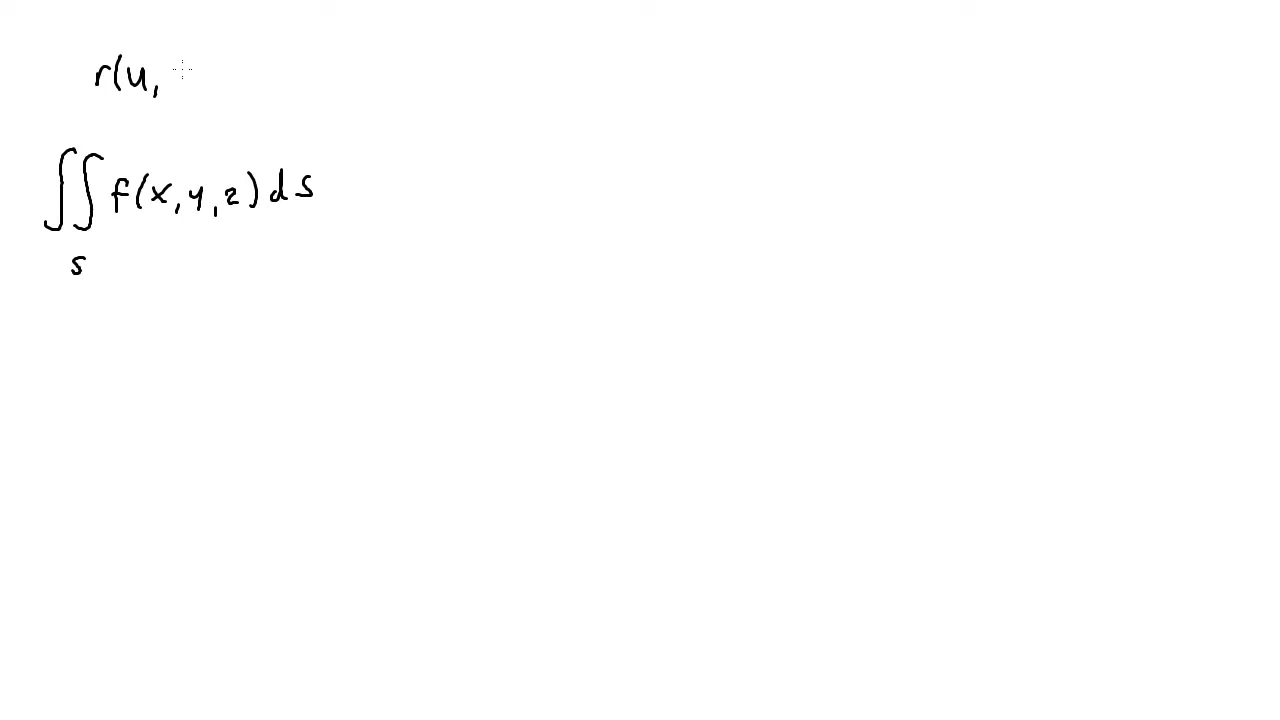 r(u,
∬ f(x,y,z) ds
s